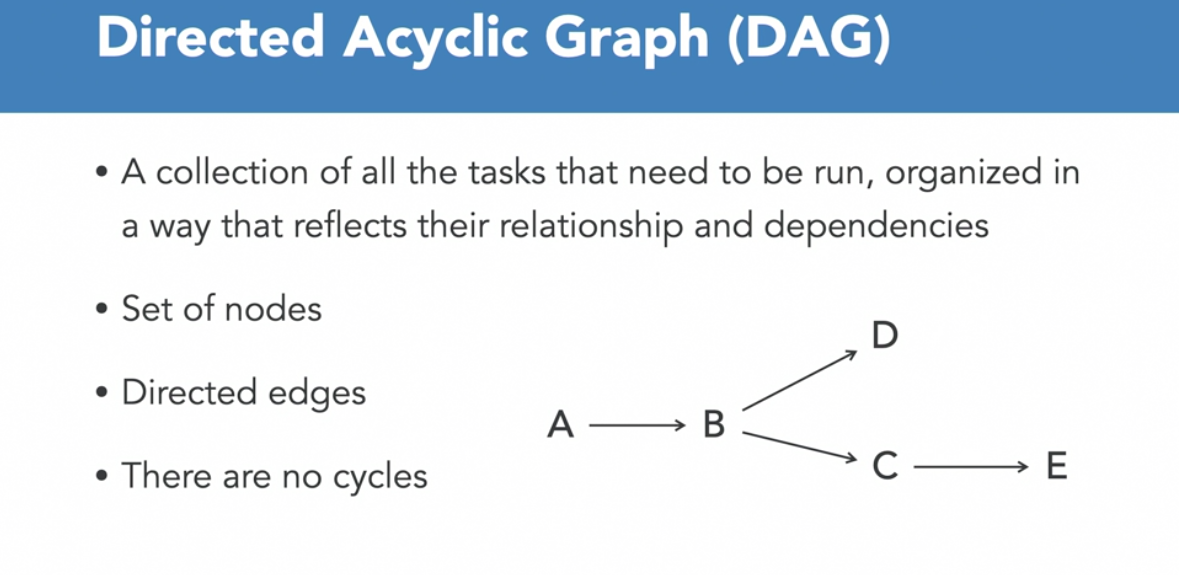 Directed Acyclic Graph (DAG)
• A collection of all the tasks that need to be run, organized in
a way that reflects their relationship and dependencies
• Set of nodes
• Directed edges
• There are no cycles
A
B
D
C
E